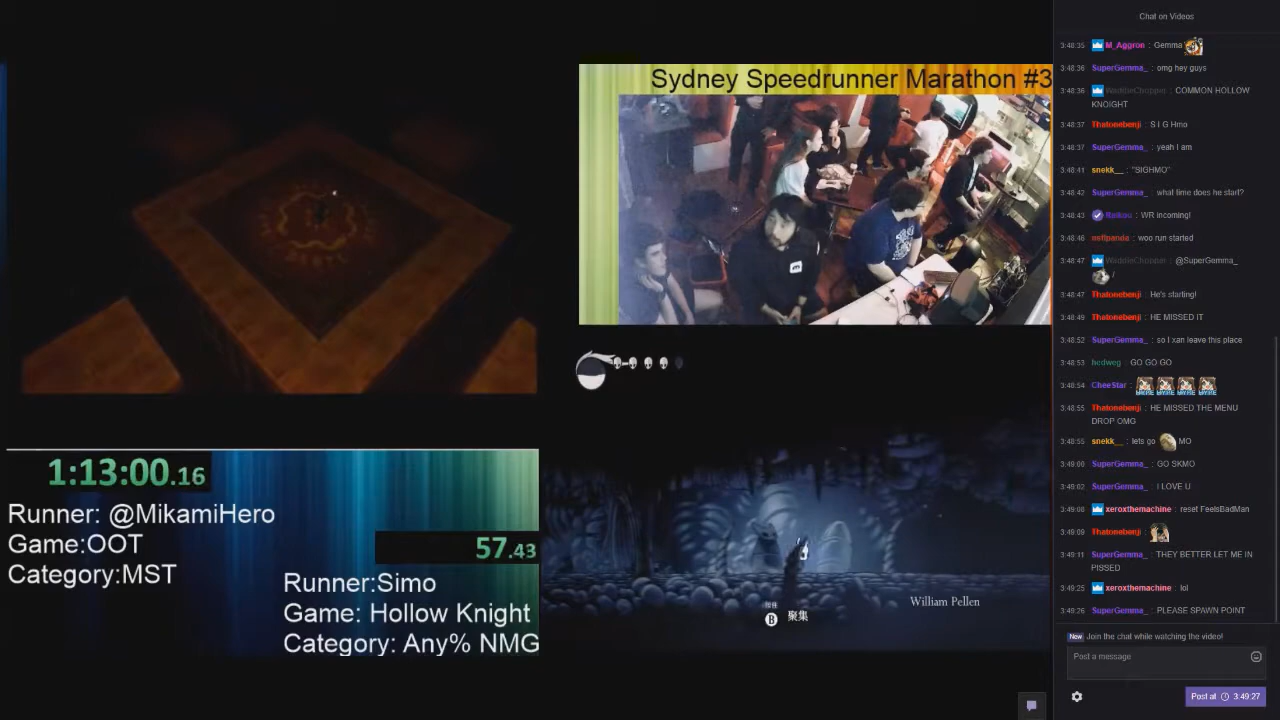 Sydney Speedrunner Marathon #3
1:13:00.16
Runner: @MikamiHero
Game:OOT
Category:MST
57.43
Runner:Simo
Game: Hollow Knight
Category: Any% NMG
William Pellen
B
聚集
Chat on Videos
3:48:35 M_Aggron : Gemma
3:48:36 SuperGemma_ : omg hey guys
3:48:36 WaddleChopper : COMMON HOLLOW
KNOIGHT
3:48:37 Thatonebenji : S I G Hmo
3:48:37 SuperGemma_ : yeah I am
3:48:41 snekk__ : "SIGHMO"
3:48:42 SuperGemma_ : what time does he start?
3:48:43 Raikou : WR incoming!
3:48:46 nsflpanda : woo run started
3:48:47 WaddleChopper : @SuperGemma_
/
3:48:47 Thatonebenji : He's starting!
3:48:49 Thatonebenji : HE MISSED IT
3:48:52 SuperGemma_ : so I xan leave this place
3:48:53 hedweg : GO GO GO
3:48:54 CheeStar :
3:48:55 Thatonebenji : HE MISSED THE MENU
DROP OMG
3:48:55 snekk__ : lets go MO
3:49:00 SuperGemma_ : GO SKMO
3:49:02 SuperGemma_ : I LOVE U
3:49:08 xeroxthemachine : reset FeelsBadMan
3:49:09 Thatonebenji :
3:49:11 SuperGemma_ : THEY BETTER LET ME IN
PISSED
3:49:25 xeroxthemachine : lol
3:49:26 SuperGemma_ : PLEASE SPAWN POINT
New Join the chat while watching the video!
Post a message
Post at 3:49:27